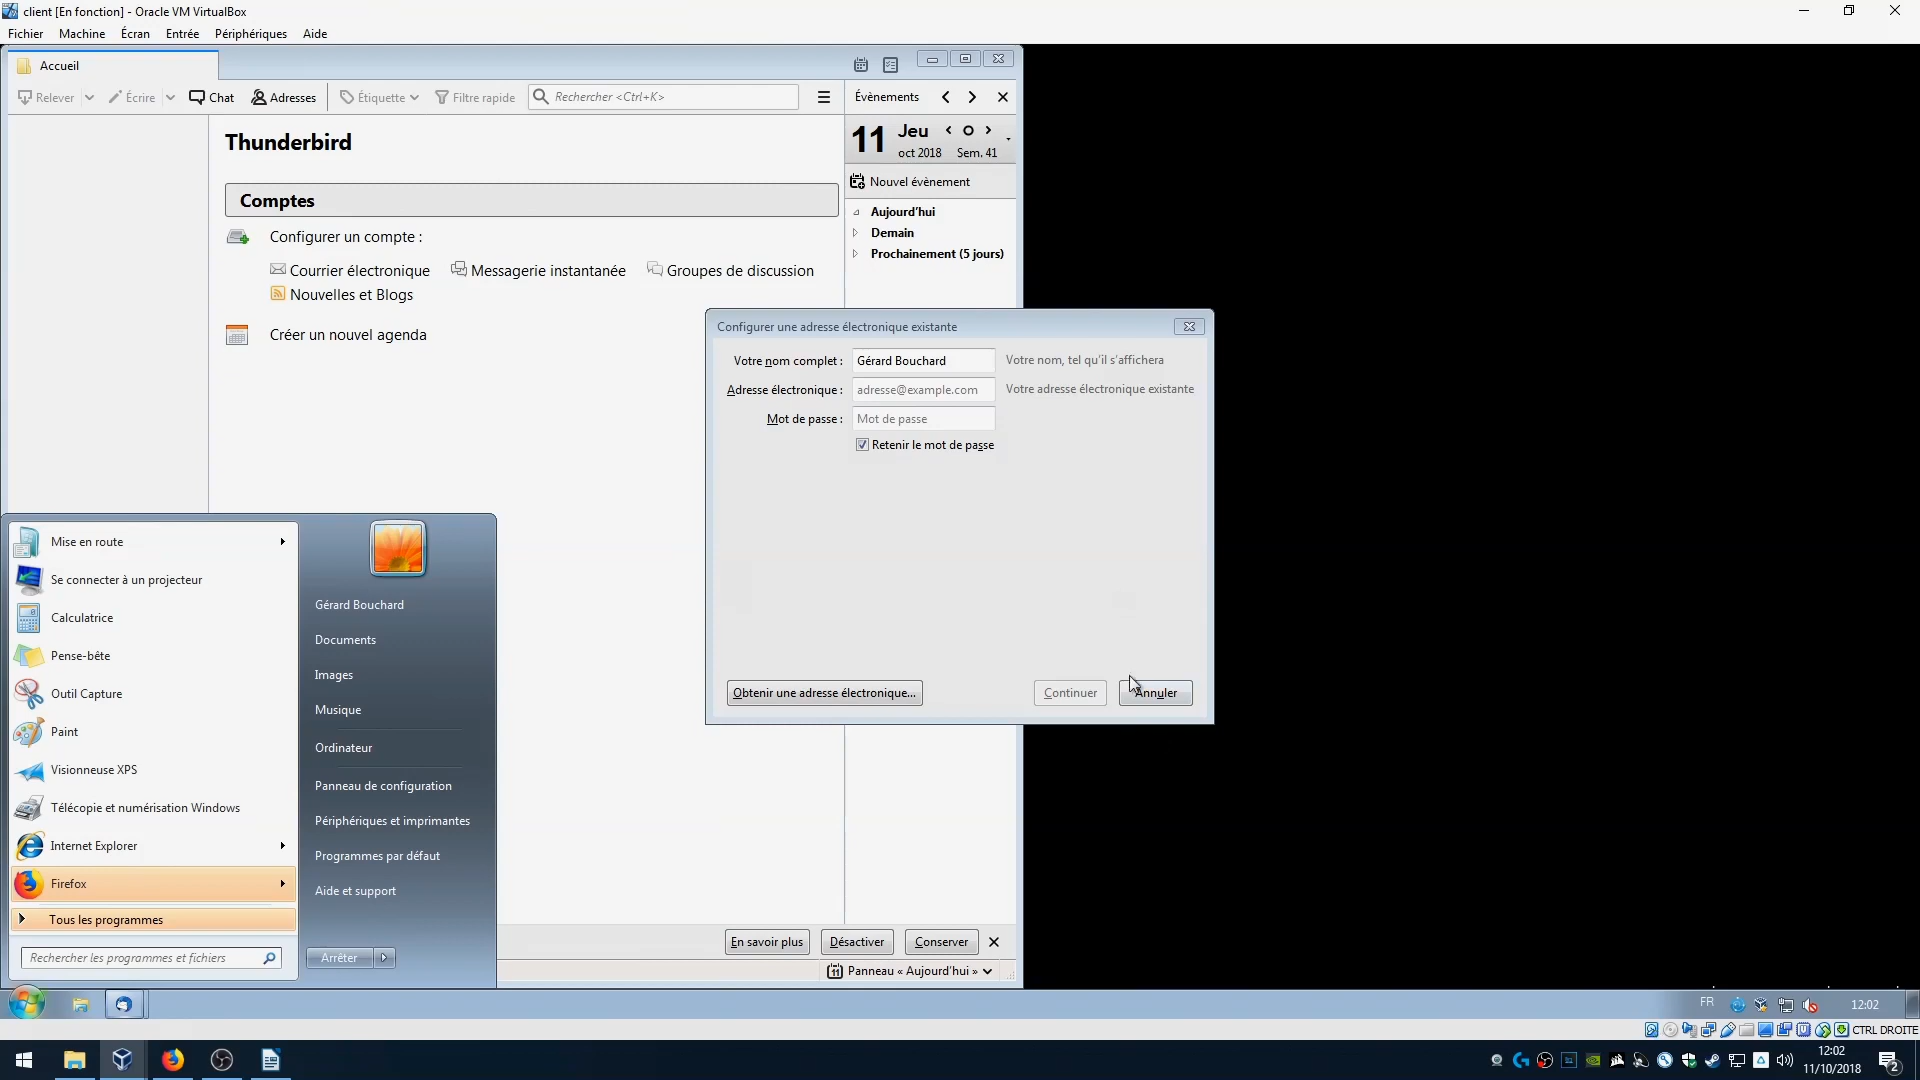 client [En fonction] - Oracle VM VirtualBox
Fichier Machine Écran Entrée Périphériques Aide
Accueil
Relever Écrire Chat Adresses Étiquette Filtre rapide Rechercher <Ctrl+K>
Évènements
Thunderbird
11 Jeu
oct 2018 Sem. 41
Nouvel évènement
Comptes
Aujourd'hui
Demain
Prochainement (5 jours)
Configurer un compte :
Courrier électronique Messagerie instantanée Groupes de discussion
Nouvelles et Blogs
Créer un nouvel agenda
Configurer une adresse électronique existante
Votre nom complet : Gérard Bouchard Votre nom, tel qu'il s'affichera
Adresse électronique : adresse@example.com Votre adresse électronique existante
Mot de passe : Mot de passe
Retenir le mot de passe
Obtenir une adresse électronique... Continuer Annuler
Mise en route
Se connecter à un projecteur
Calculatrice
Pense-bête
Outil Capture
Paint
Visionneuse XPS
Télécopie et numérisation Windows
Internet Explorer
Firefox
Tous les programmes
Rechercher les programmes et fichiers
Gérard Bouchard
Documents
Images
Musique
Ordinateur
Panneau de configuration
Périphériques et imprimantes
Programmes par défaut
Aide et support
Arrêter
En savoir plus Désactiver Conserver
11 Panneau « Aujourd'hui »
FR 12:02
CTRL DROITE
12:02
11/10/2018
2